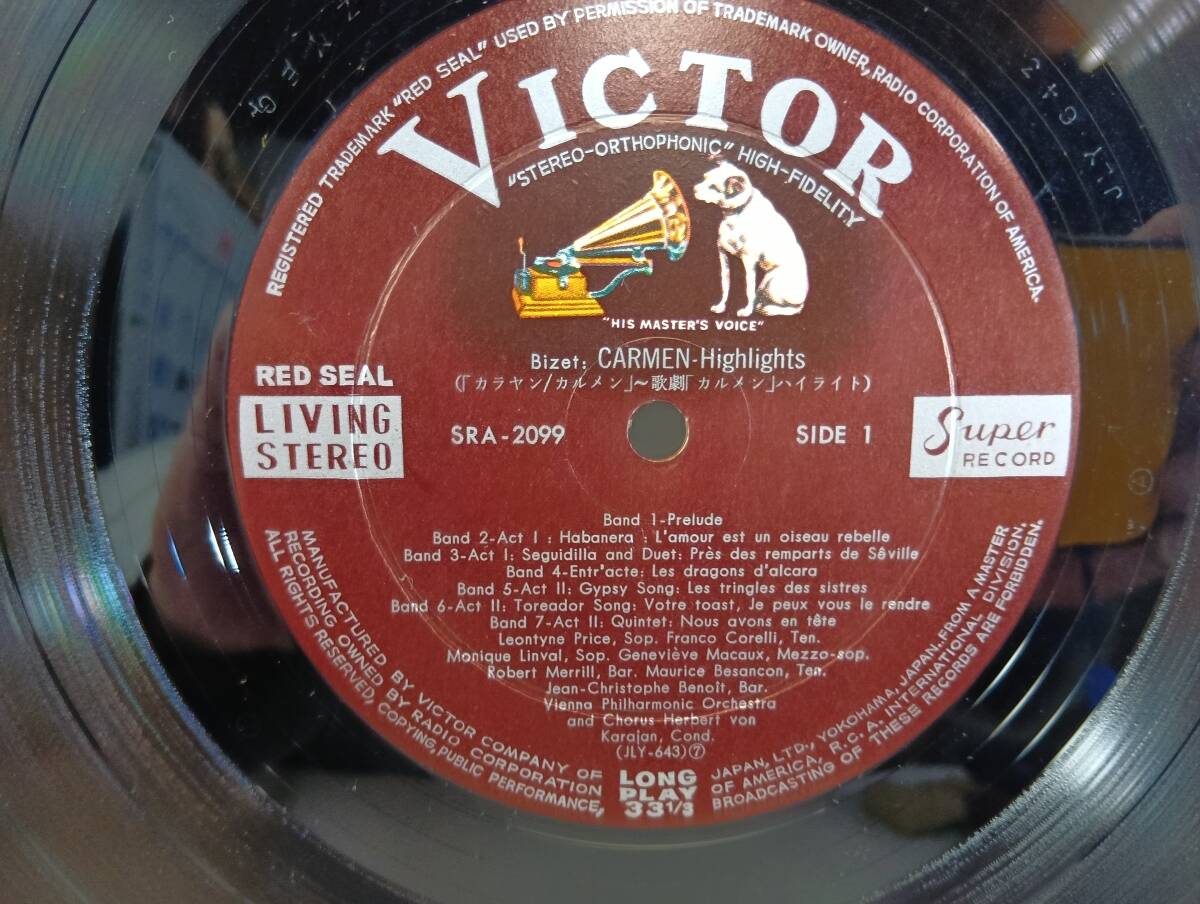 REGISTERED TRADEMARK "RED SEAL" USED BY PERMISSION OF TRADEMARK OWNER, RADIO CORPORATION OF AMERICA.
VICTOR
"STEREO-ORTHOPHONIC" HIGH-FIDELITY
"HIS MASTER'S VOICE"
Bizet: CARMEN-Highlights
(「カラヤン/カルメン」~歌劇「カルメン」ハイライト)
RED SEAL
LIVING
STEREO
SRA-2099
SIDE 1
Super
RECORD
Band 1-Prelude
Band 2-Act I : Habanera : L'amour est un oiseau rebelle
Band 3-Act I: Seguidilla and Duet: Près des remparts de Sêville
Band 4-Entr'acte: Les dragons d'alcara
Band 5-Act II: Gypsy Song: Les tringles des sistres
Band 6-Act II: Toreador Song: Votre toast, Je peux vous le rendre
Band 7-Act II: Quintet: Nous avons en tête
Leontyne Price, Sop. Franco Corelli, Ten.
Monique Linval, Sop. Geneviève Macaux, Mezzo-sop.
Robert Merrill, Bar. Maurice Besancon, Ten.
Jean-Christophe Benoît, Bar.
Vienna Philharmonic Orchestra
and Chorus Herbert von
Karajan, Cond.
(JLY-643)⑦
MANUFACTURED BY VICTOR COMPANY OF JAPAN, LTD., YOKOHAMA, JAPAN, FROM A MASTER
RECORDING OWNED BY RADIO CORPORATION OF AMERICA, R.C.A. INTERNATIONAL DIVISION.
ALL RIGHTS RESERVED, COPYING, PUBLIC PERFORMANCE, BROADCASTING OF THESE RECORDS ARE FORBIDDEN.
LONG
PLAY
33 1/3